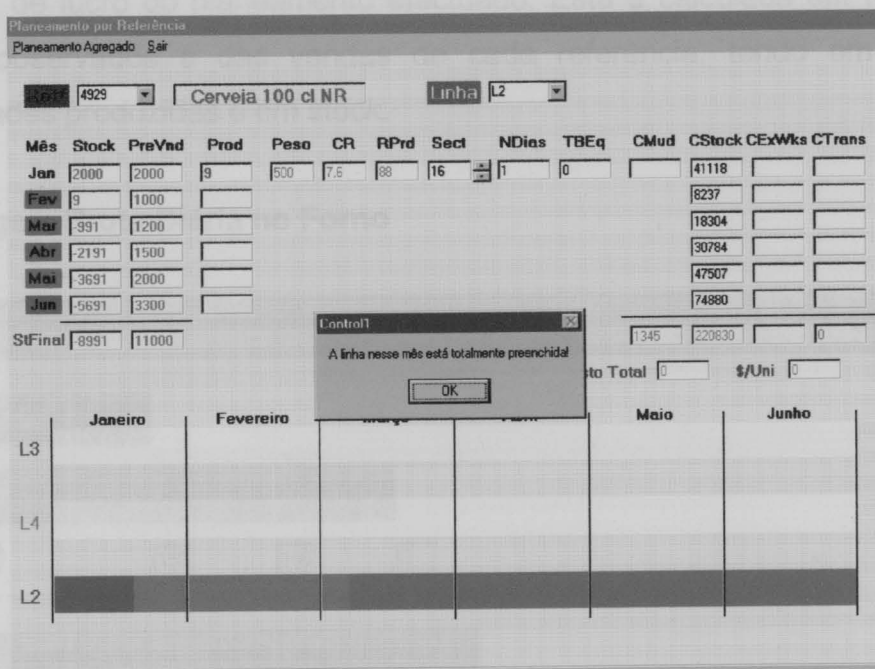 Planeamento por Referência
Planeamento Agregado Sair
4929 Cerveja 100 cl NR Linha L2
Mês Stock PreVnd Prod Peso CR RPrd Sect NDias TBEq CMud CStock CExWks CTrans
Jan 2000 2000 9 500 7.6 88 16 1 0 41118
Fev 9 1000 8237
Mar -991 1200 18304
Abr -2191 1500 30784
Mai -3691 2000 47507
Jun -5691 3300 74880
StFinal -8991 11000 1345 220830 0
Control1
A linha nesse mês está totalmente preenchida!
OK
Total 0 $/Uni 0
Janeiro Fevereiro Maio Junho
L3
L4
L2